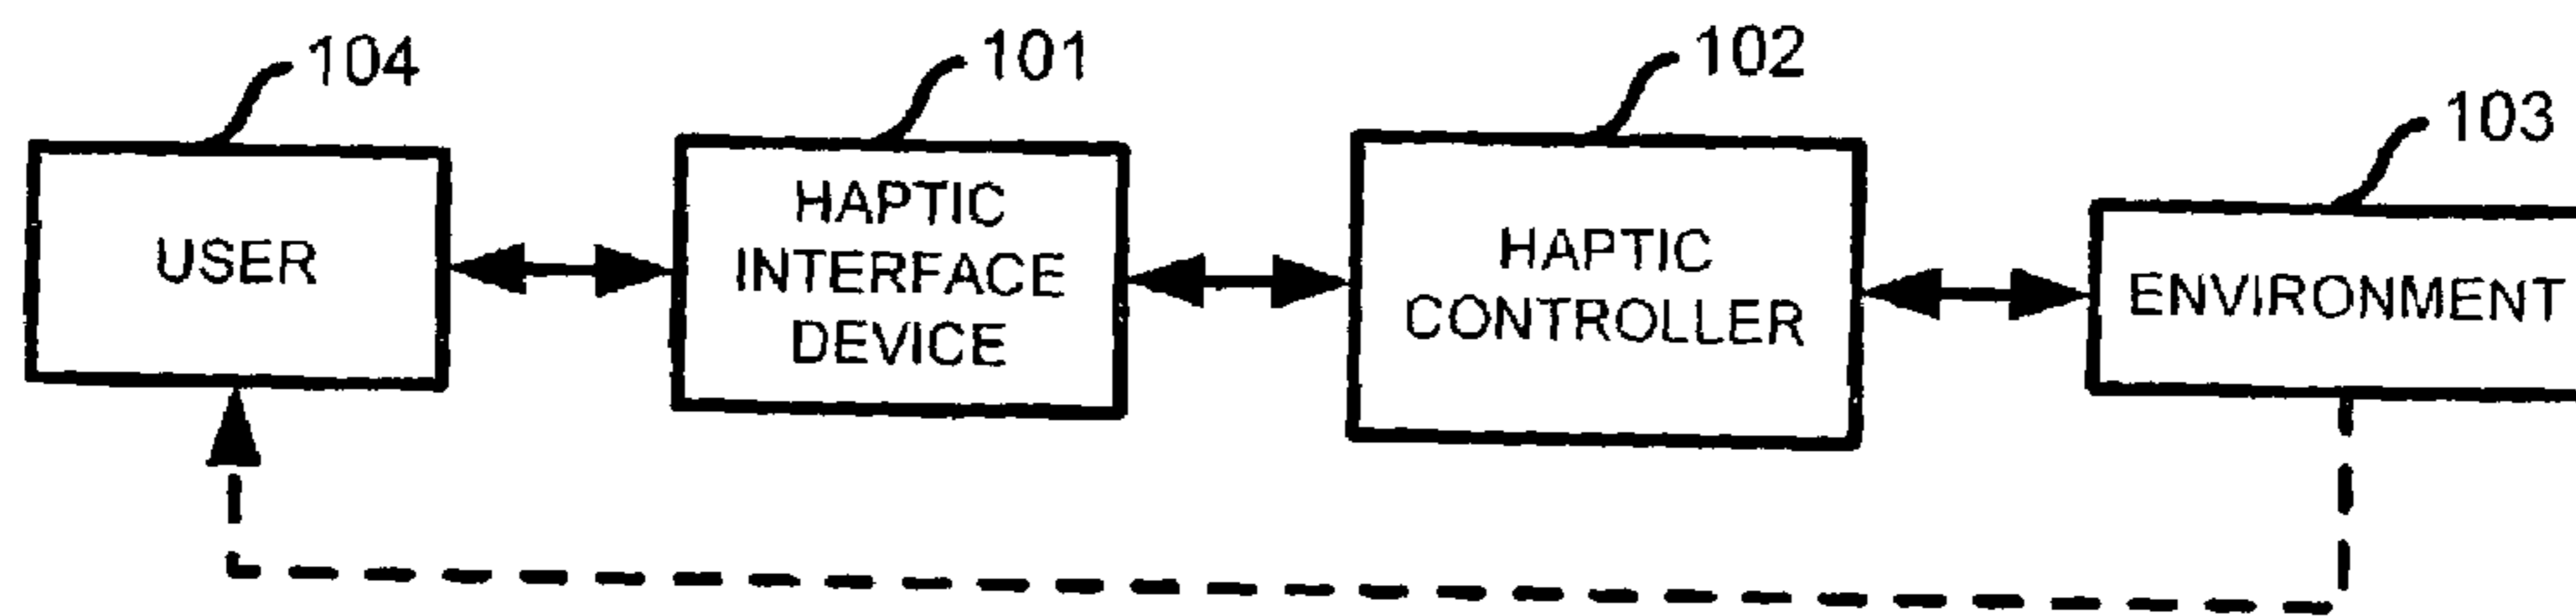 104
101
102
103
USER
HAPTIC
INTERFACE
DEVICE
HAPTIC
CONTROLLER
ENVIRONMENT